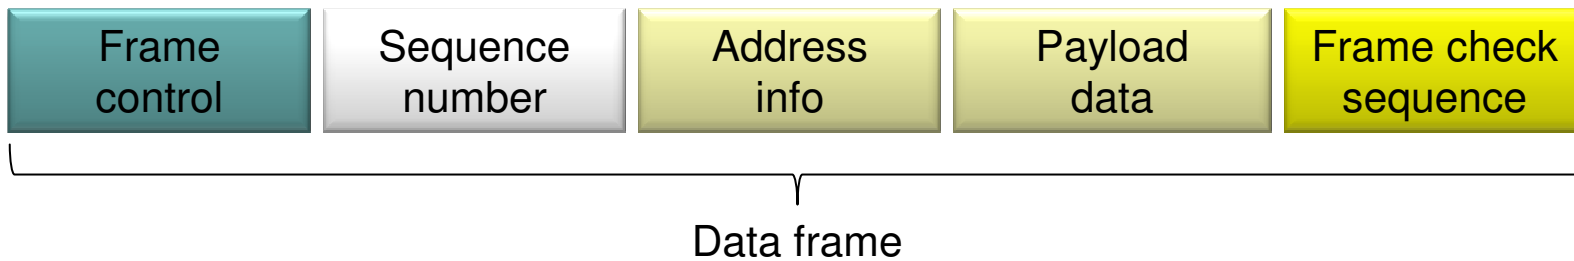 Frame
control
Sequence
number
Address
info
Payload
data
Frame check
sequence
Data frame